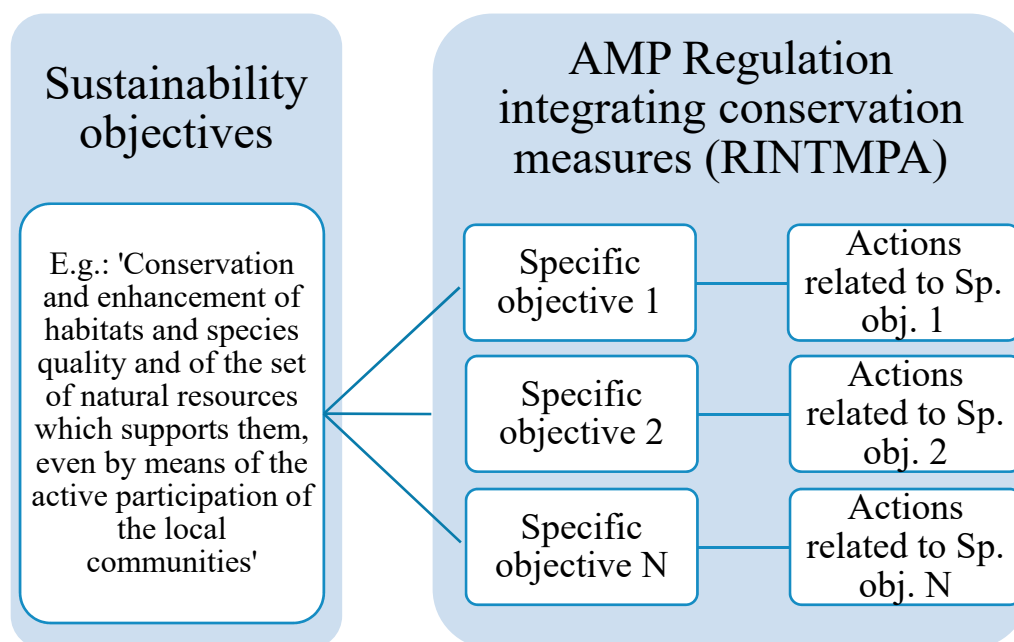 Sustainability
objectives
E.g.: 'Conservation
and enhancement of
habitats and species
quality and of the set
of natural resources
which supports them,
even by means of the
active participation of
the local
communities'
AMP Regulation
integrating conservation
measures (RINTMPA)
Specific
objective 1
Actions
related to Sp.
obj. 1
Specific
objective 2
Actions
related to Sp.
obj. 2
Specific
objective N
Actions
related to Sp.
obj. N